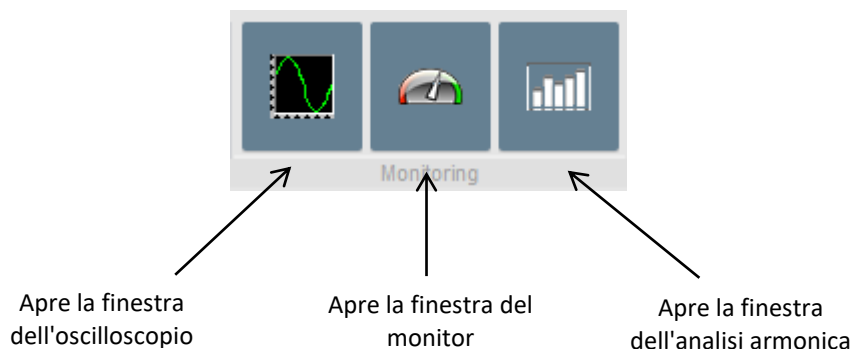 Monitoring
Apre la finestra
dell'oscilloscopio
Apre la finestra del
monitor
Apre la finestra
dell'analisi armonica